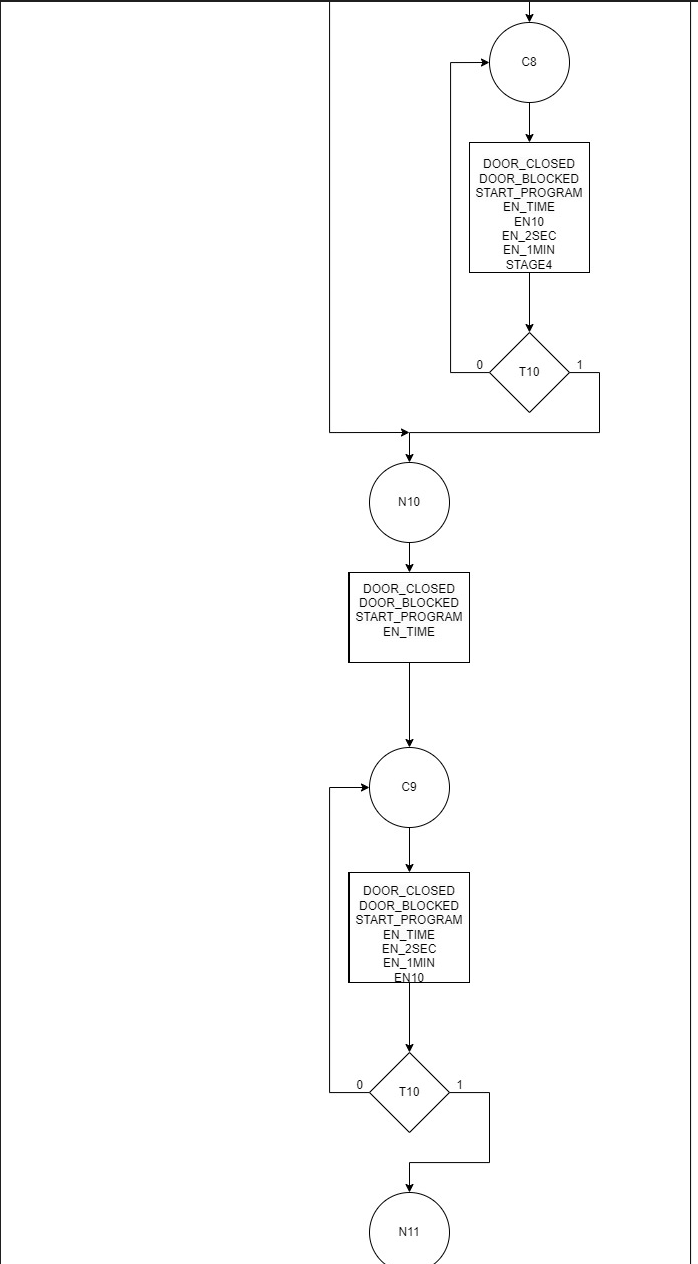 C8
DOOR_CLOSED
DOOR_BLOCKED
START_PROGRAM
EN_TIME
EN10
EN_2SEC
EN_1MIN
STAGE4
0
T10
1
N10
DOOR_CLOSED
DOOR_BLOCKED
START_PROGRAM
EN_TIME
C9
DOOR_CLOSED
DOOR_BLOCKED
START_PROGRAM
EN_TIME
EN_2SEC
EN_1MIN
EN10
0
T10
1
N11